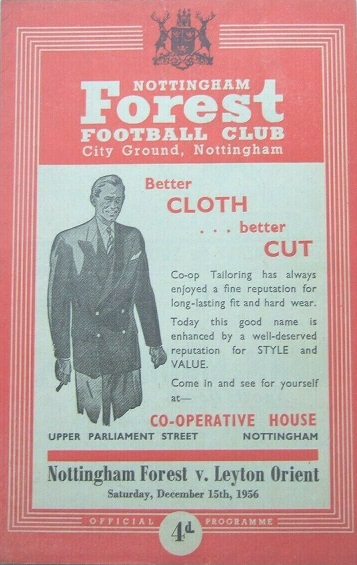 NOTTINGHAM
Forest
FOOTBALL CLUB
City Ground, Nottingham
Better
CLOTH
. . . better
CUT
Co-op Tailoring has always
enjoyed a fine reputation for
long-lasting fit and hard wear.
Today this good name is
enhanced by a well-deserved
reputation for STYLE and
VALUE.
Come in and see for yourself
at—
CO-OPERATIVE HOUSE
UPPER PARLIAMENT STREET NOTTINGHAM
Nottingham Forest v. Leyton Orient
Saturday, December 15th, 1956
OFFICIAL PROGRAMME
4d.